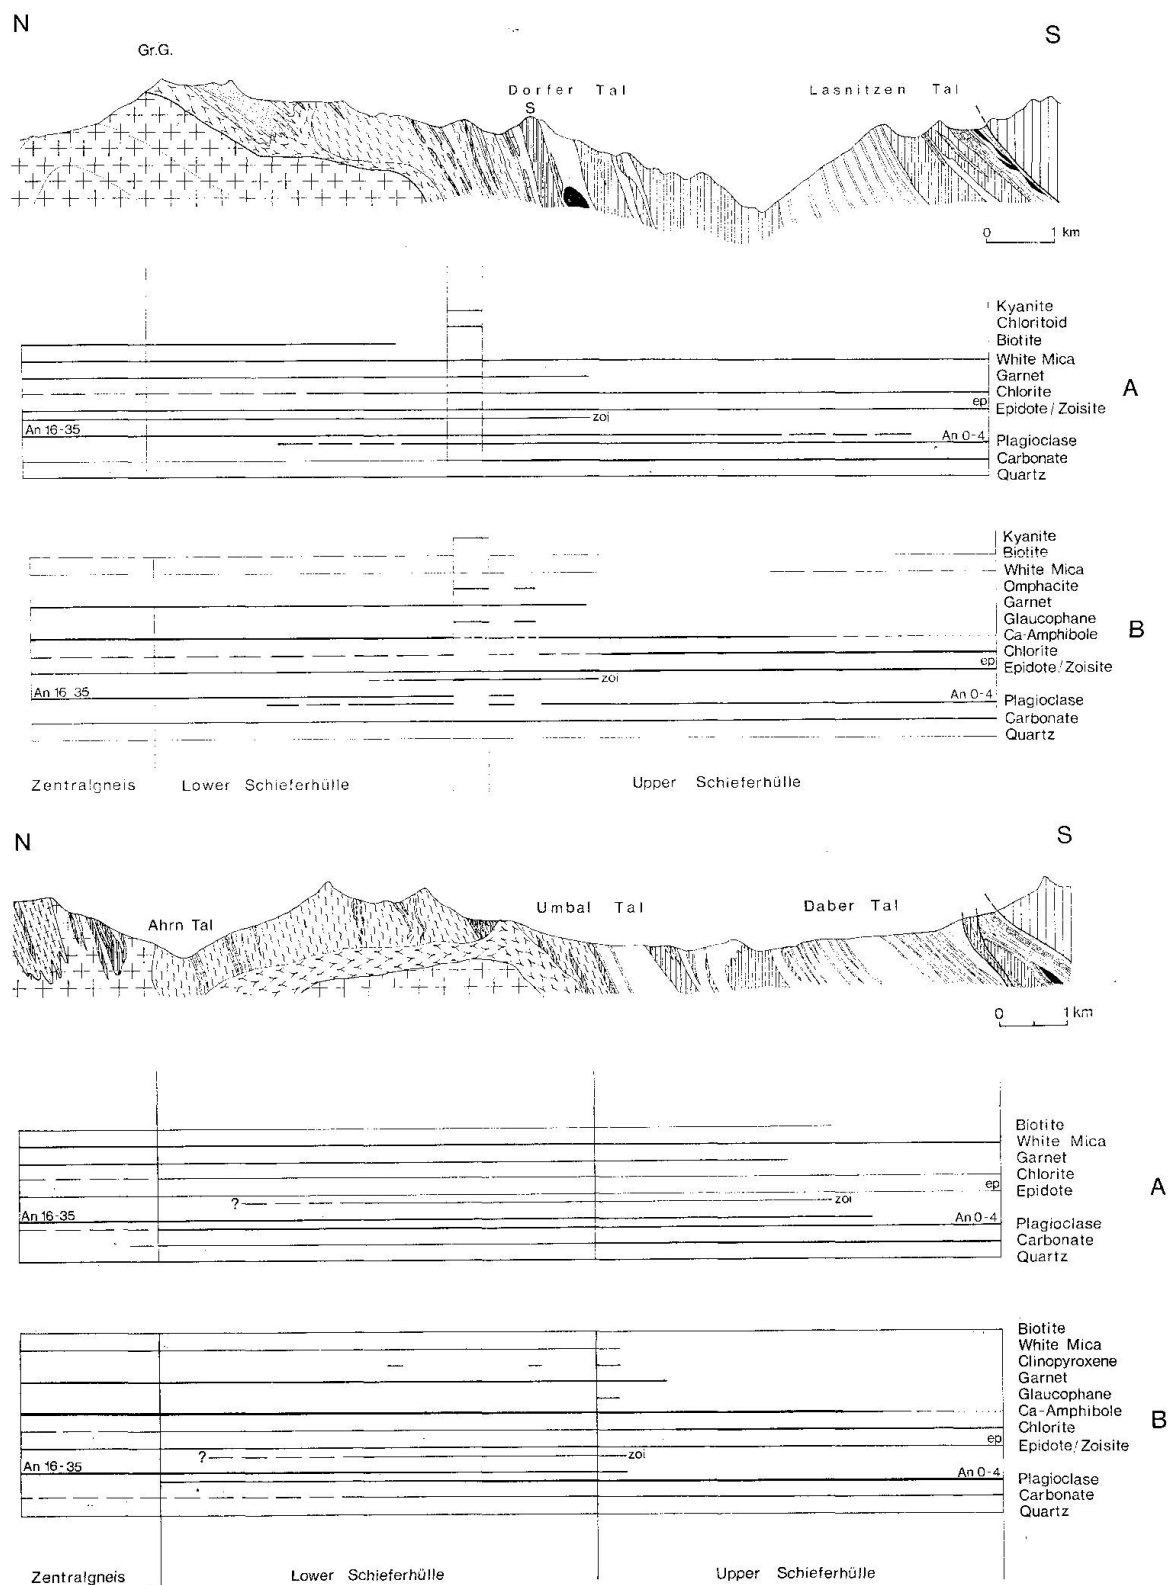 N
S
Gr.G.
Dorfer Tal
S
Lasnitzen Tal
0 1 km
Kyanite
Chloritoid
Biotite
White Mica
Garnet
Chlorite
A
ep
Epidote/Zoisite
zoi
An 16-35
An 0-4
Plagioclase
Carbonate
Quartz
Kyanite
Biotite
White Mica
Omphacite
Garnet
Glaucophane
B
Ca-Amphibole
Chlorite
ep
Epidote/Zoisite
zoi
An 16 35
An 0-4
Plagioclase
Carbonate
Quartz
Zentralgneis Lower Schieferhülle Upper Schieferhülle
N
S
Ahrn Tal
Umbal Tal
Daber Tal
0 1 km
Biotite
White Mica
Garnet
Chlorite
A
ep
Epidote
?
zoi
An 16-35
An 0-4
Plagioclase
Carbonate
Quartz
Biotite
White Mica
Clinopyroxene
Garnet
Glaucophane
Ca-Amphibole
B
Chlorite
ep
Epidote/Zoisite
?
zoi
An 16-35
An 0-4
Plagioclase
Carbonate
Quartz
Zentralgneis Lower Schieferhülle Upper Schieferhülle